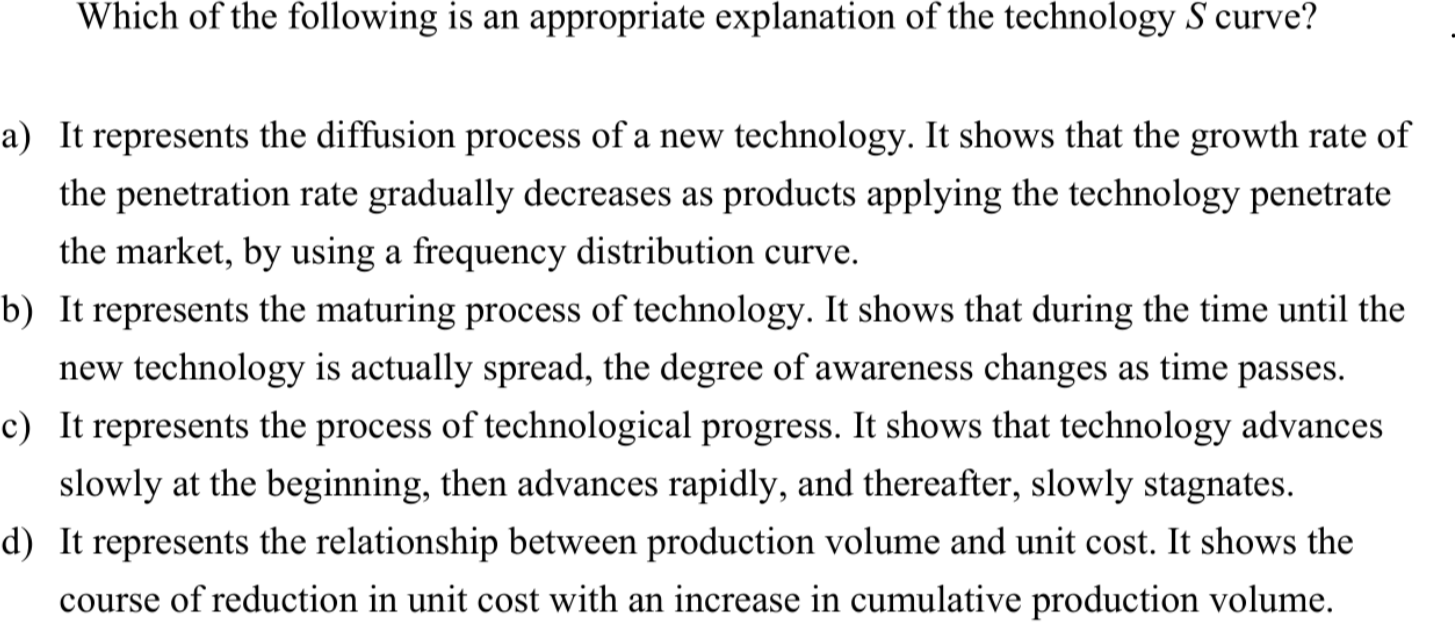 Which of the following is an appropriate explanation of the technology S curve?
a) It represents the diffusion process of a new technology. It shows that the growth rate of
the penetration rate gradually decreases as products applying the technology penetrate
the market, by using a frequency distribution curve.
b) It represents the maturing process of technology. It shows that during the time until the
new technology is actually spread, the degree of awareness changes as time passes.
c) It represents the process of technological progress. It shows that technology advances
slowly at the beginning, then advances rapidly, and thereafter, slowly stagnates.
d) It represents the relationship between production volume and unit cost. It shows the
course of reduction in unit cost with an increase in cumulative production volume.